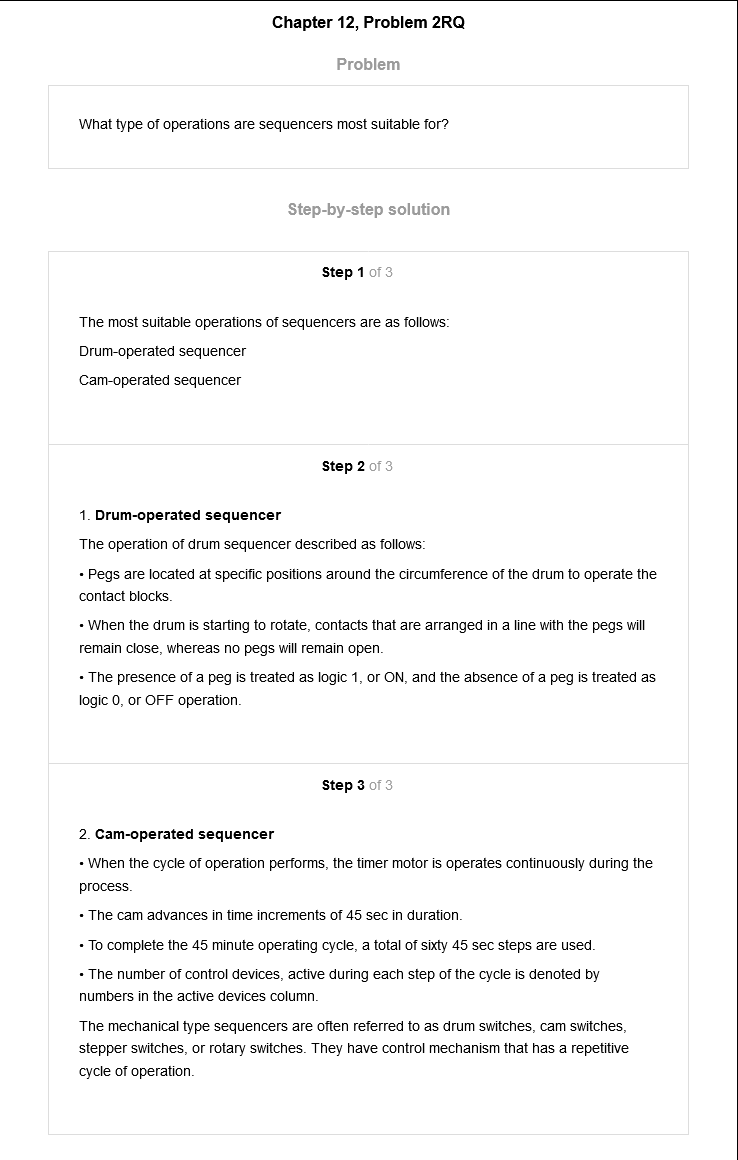 Chapter 12, Problem 2RQ
Problem
What type of operations are sequencers most suitable for?
Step-by-step solution
Step 1 of 3
The most suitable operations of sequencers are as follows:
Drum-operated sequencer
Cam-operated sequencer
Step 2 of 3
1. Drum-operated sequencer
The operation of drum sequencer described as follows:
• Pegs are located at specific positions around the circumference of the drum to operate the
contact blocks.
• When the drum is starting to rotate, contacts that are arranged in a line with the pegs will
remain close, whereas no pegs will remain open.
• The presence of a peg is treated as logic 1, or ON, and the absence of a peg is treated as
logic 0, or OFF operation.
Step 3 of 3
2. Cam-operated sequencer
• When the cycle of operation performs, the timer motor is operates continuously during the
process.
• The cam advances in time increments of 45 sec in duration.
• To complete the 45 minute operating cycle, a total of sixty 45 sec steps are used.
• The number of control devices, active during each step of the cycle is denoted by
numbers in the active devices column.
The mechanical type sequencers are often referred to as drum switches, cam switches,
stepper switches, or rotary switches. They have control mechanism that has a repetitive
cycle of operation.